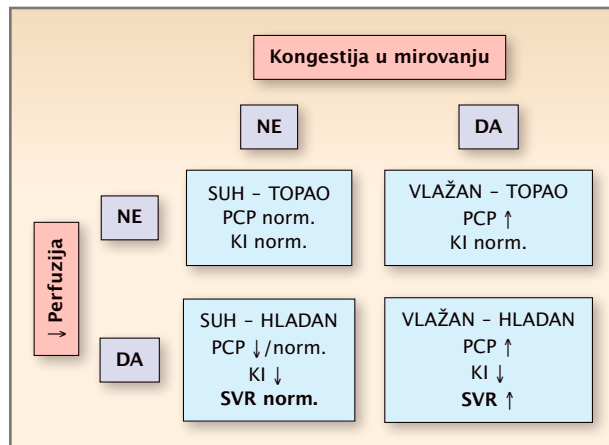 Kongestija u mirovanju
NE
DA
↓ Perfuzija
NE
SUH – TOPAO
PCP norm.
KI norm.
VLAŽAN – TOPAO
PCP ↑
KI norm.
DA
SUH – HLADAN
PCP ↓/norm.
KI ↓
SVR norm.
VLAŽAN – HLADAN
PCP ↑
KI ↓
SVR ↑